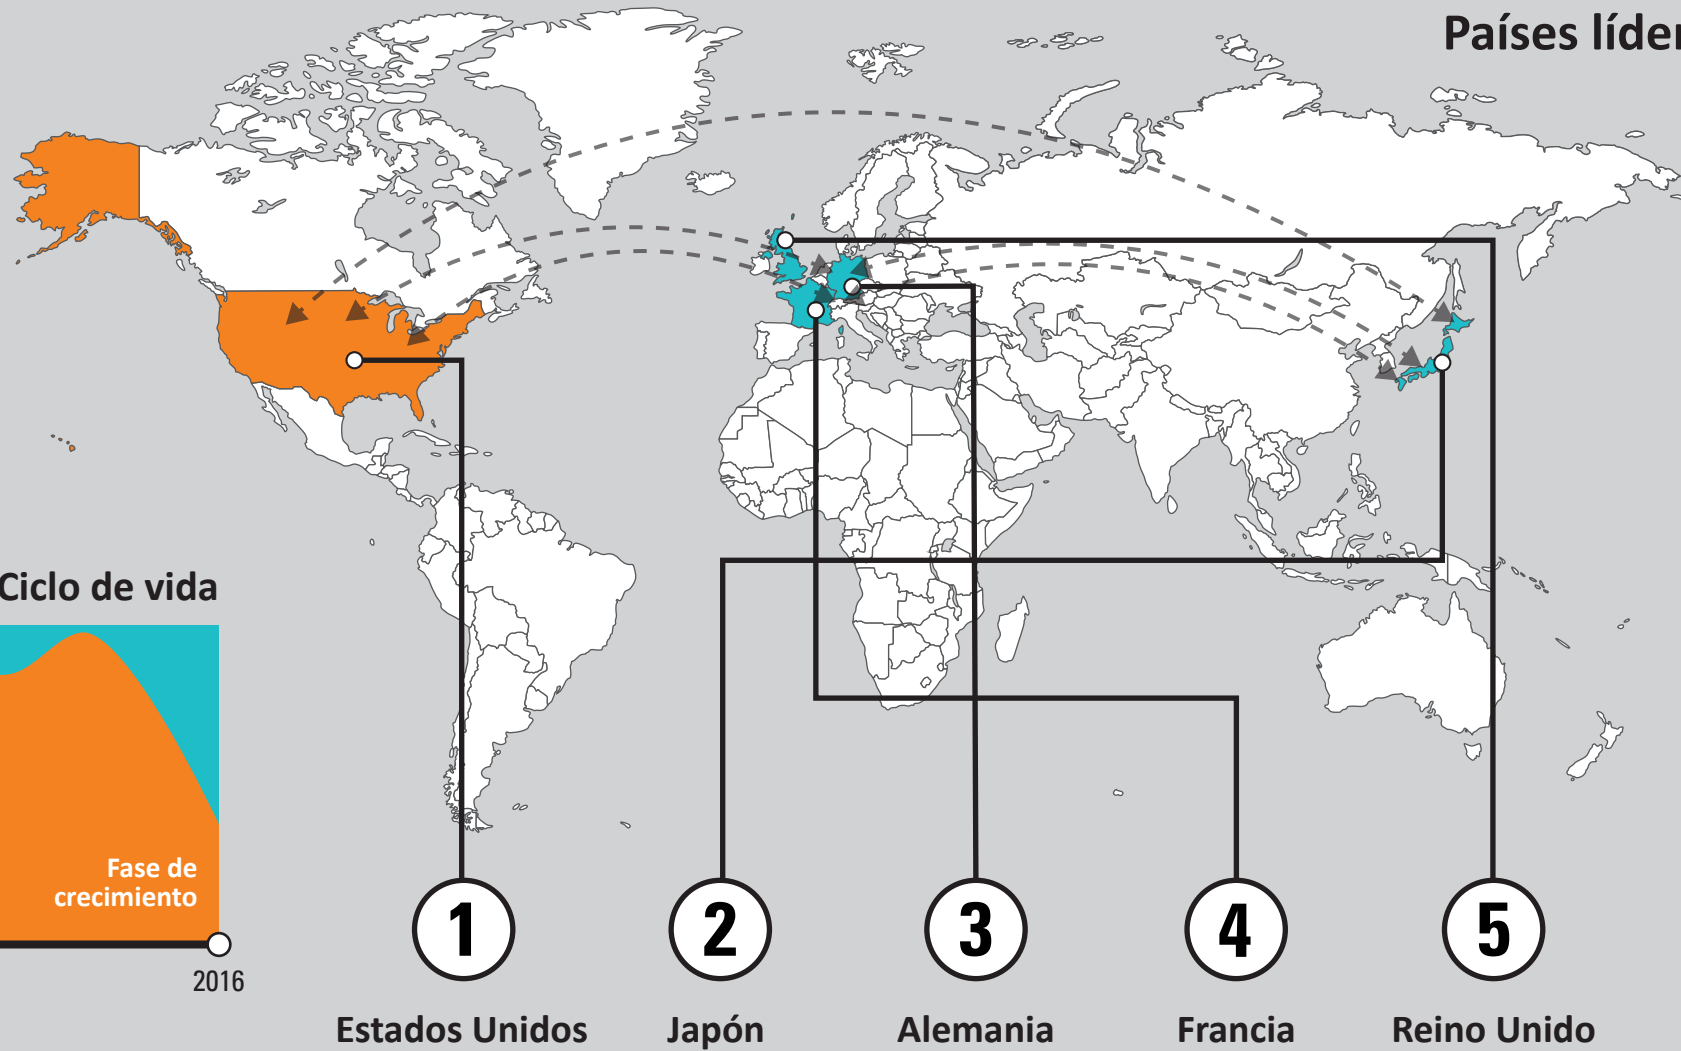 Países
Ciclo de vida
Fase de
crecimiento
2016
1
2
3
4
5
Estados Unidos
Japón
Alemania
Francia
Reino Unido